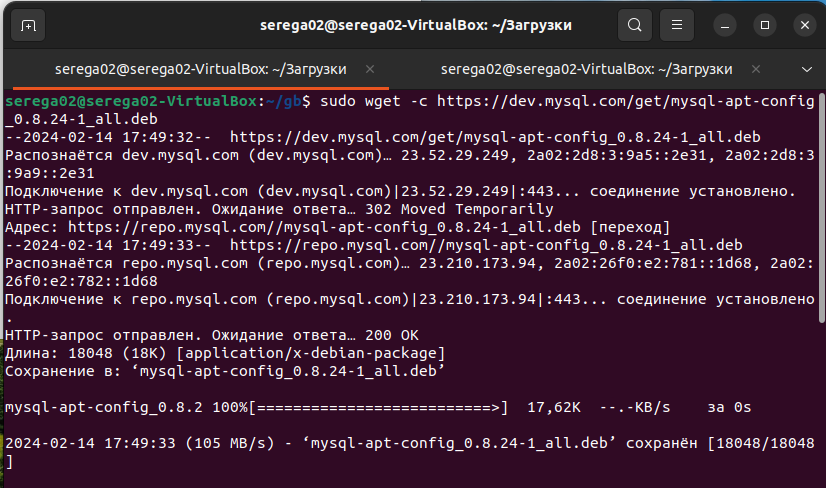 serega02@serega02-VirtualBox: ~/Загрузки
serega02@serega02-VirtualBox: ~/Загрузки × serega02@serega02-VirtualBox: ~/Загрузки ×
serega02@serega02-VirtualBox:~/gb$ sudo wget -c https://dev.mysql.com/get/mysql-apt-config
_0.8.24-1_all.deb
--2024-02-14 17:49:32--  https://dev.mysql.com/get/mysql-apt-config_0.8.24-1_all.deb
Распознаётся dev.mysql.com (dev.mysql.com)… 23.52.29.249, 2a02:2d8:3:9a5::2e31, 2a02:2d8:3
:9a9::2e31
Подключение к dev.mysql.com (dev.mysql.com)|23.52.29.249|:443... соединение установлено.
HTTP-запрос отправлен. Ожидание ответа… 302 Moved Temporarily
Адрес: https://repo.mysql.com//mysql-apt-config_0.8.24-1_all.deb [переход]
--2024-02-14 17:49:33--  https://repo.mysql.com//mysql-apt-config_0.8.24-1_all.deb
Распознаётся repo.mysql.com (repo.mysql.com)… 23.210.173.94, 2a02:26f0:e2:781::1d68, 2a02:
26f0:e2:782::1d68
Подключение к repo.mysql.com (repo.mysql.com)|23.210.173.94|:443... соединение установлено
.
HTTP-запрос отправлен. Ожидание ответа… 200 OK
Длина: 18048 (18K) [application/x-debian-package]
Сохранение в: ‘mysql-apt-config_0.8.24-1_all.deb’
mysql-apt-config_0.8.2 100%[==========================>]  17,62K  --.-KB/s    за 0s
2024-02-14 17:49:33 (105 MB/s) - ‘mysql-apt-config_0.8.24-1_all.deb’ сохранён [18048/18048
]